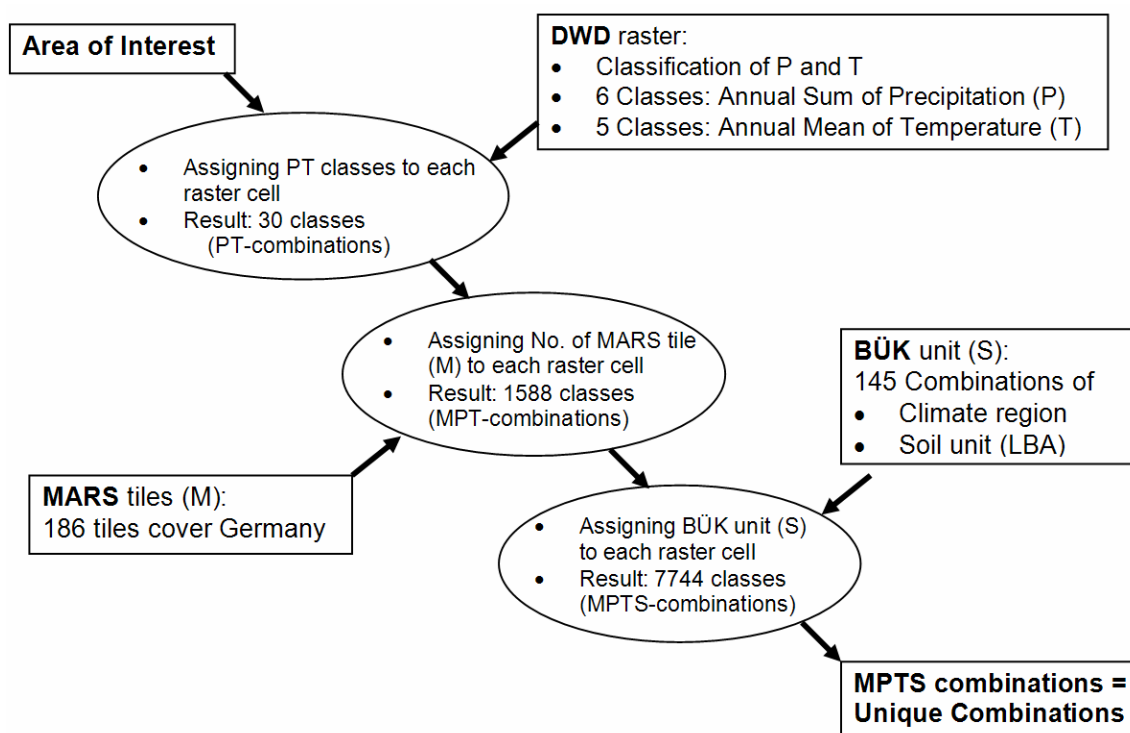 Area of Interest
DWD raster:
• Classification of P and T
• 6 Classes: Annual Sum of Precipitation (P)
• 5 Classes: Annual Mean of Temperature (T)
• Assigning PT classes to each
raster cell
• Result: 30 classes
(PT-combinations)
• Assigning No. of MARS tile
(M) to each raster cell
• Result: 1588 classes
(MPT-combinations)
BÜK unit (S):
145 Combinations of
• Climate region
• Soil unit (LBA)
MARS tiles (M):
186 tiles cover Germany
• Assigning BÜK unit (S)
to each raster cell
• Result: 7744 classes
(MPTS-combinations)
MPTS combinations =
Unique Combinations